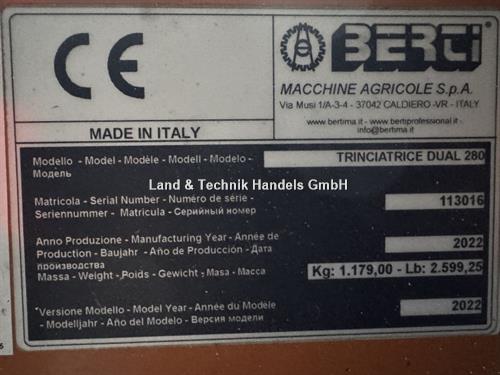 CE
BERTI
MACCHINE AGRICOLE S.p.A.
Via Musi 1/A-3-4 - 37042 CALDIERO -VR - ITALY
www.bertima.it - www.bertiprofessional.it -
info@bertima.it
MADE IN ITALY
Modello - Model - Modèle - Modell - Modelo -
Модель
TRINCIATRICE DUAL 280
Land & Technik Handels GmbH
Matricola - Serial Number - Numéro de série -
Seriennummer - Matricula - Серийный номер
113016
Anno Produzione - Manufacturing Year - Année de
Production - Baujahr - Año de Producción - Дата
производства
2022
Massa - Weight - Poids - Gewicht - Masa - Масса
Kg: 1.179,00 - Lb: 2.599,25
Versione Modello - Model Year - Année du Modèle
- Modelljahr - Año del Modelo - Версия модели
2022